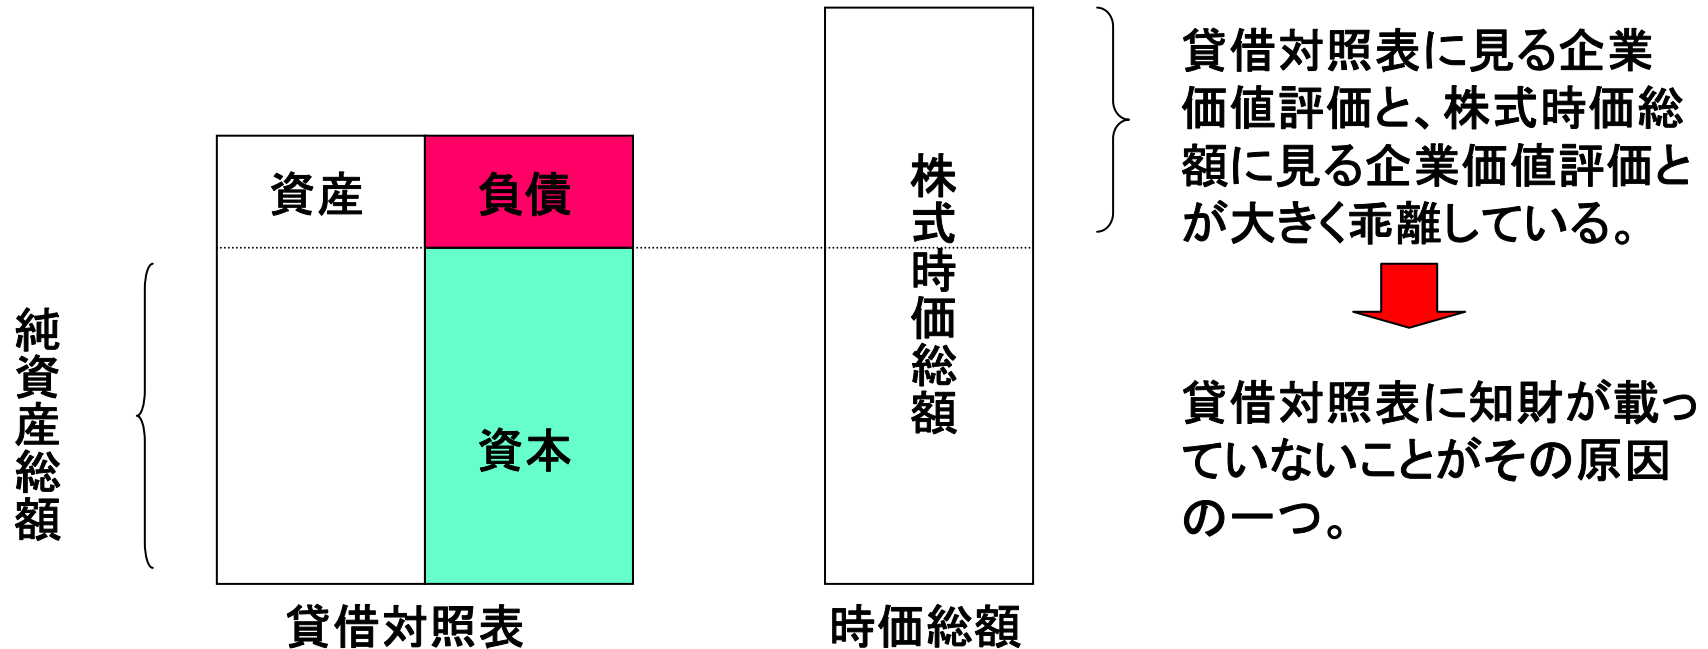 純資産総額
資産
負債
資本
貸借対照表
株式時価総額
時価総額
貸借対照表に見る企業
価値評価と、株式時価総
額に見る企業価値評価と
が大きく乖離している。
貸借対照表に知財が載っ
ていないことがその原因
の一つ。